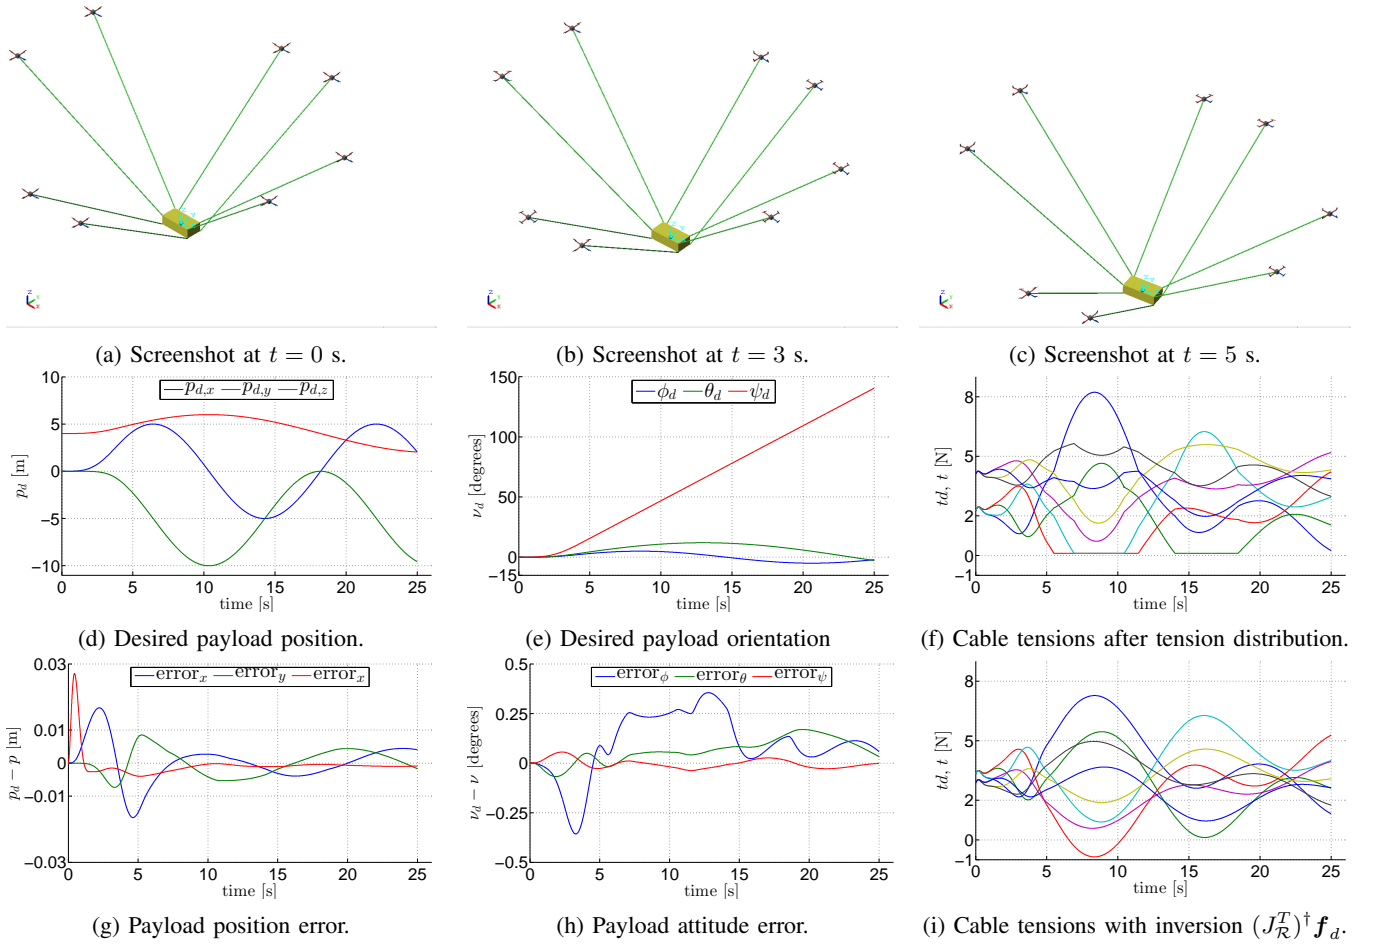 (a) Screenshot at t = 0 s.
(b) Screenshot at t = 3 s.
(c) Screenshot at t = 5 s.
p_{d,x} p_{d,y} p_{d,z}
10
5
0
−5
−10
p_d [m]
0 5 10 15 20 25
time [s]
(d) Desired payload position.
ϕ_d θ_d ψ_d
150
100
50
0
−15
ν_d [degrees]
0 5 10 15 20 25
time [s]
(e) Desired payload orientation
8
5
2
0
−1
td, t [N]
0 5 10 15 20 25
time [s]
(f) Cable tensions after tension distribution.
error_x error_y error_x
0.03
0.01
0
−0.01
−0.03
p_d − p [m]
0 5 10 15 20 25
time [s]
(g) Payload position error.
error_ϕ error_θ error_ψ
0.5
0.25
0
−0.25
−0.5
ν_d − ν [degrees]
0 5 10 15 20 25
time [s]
(h) Payload attitude error.
8
5
2
0
−1
td, t [N]
0 5 10 15 20 25
time [s]
(i) Cable tensions with inversion (J_R^T)^† f_d.